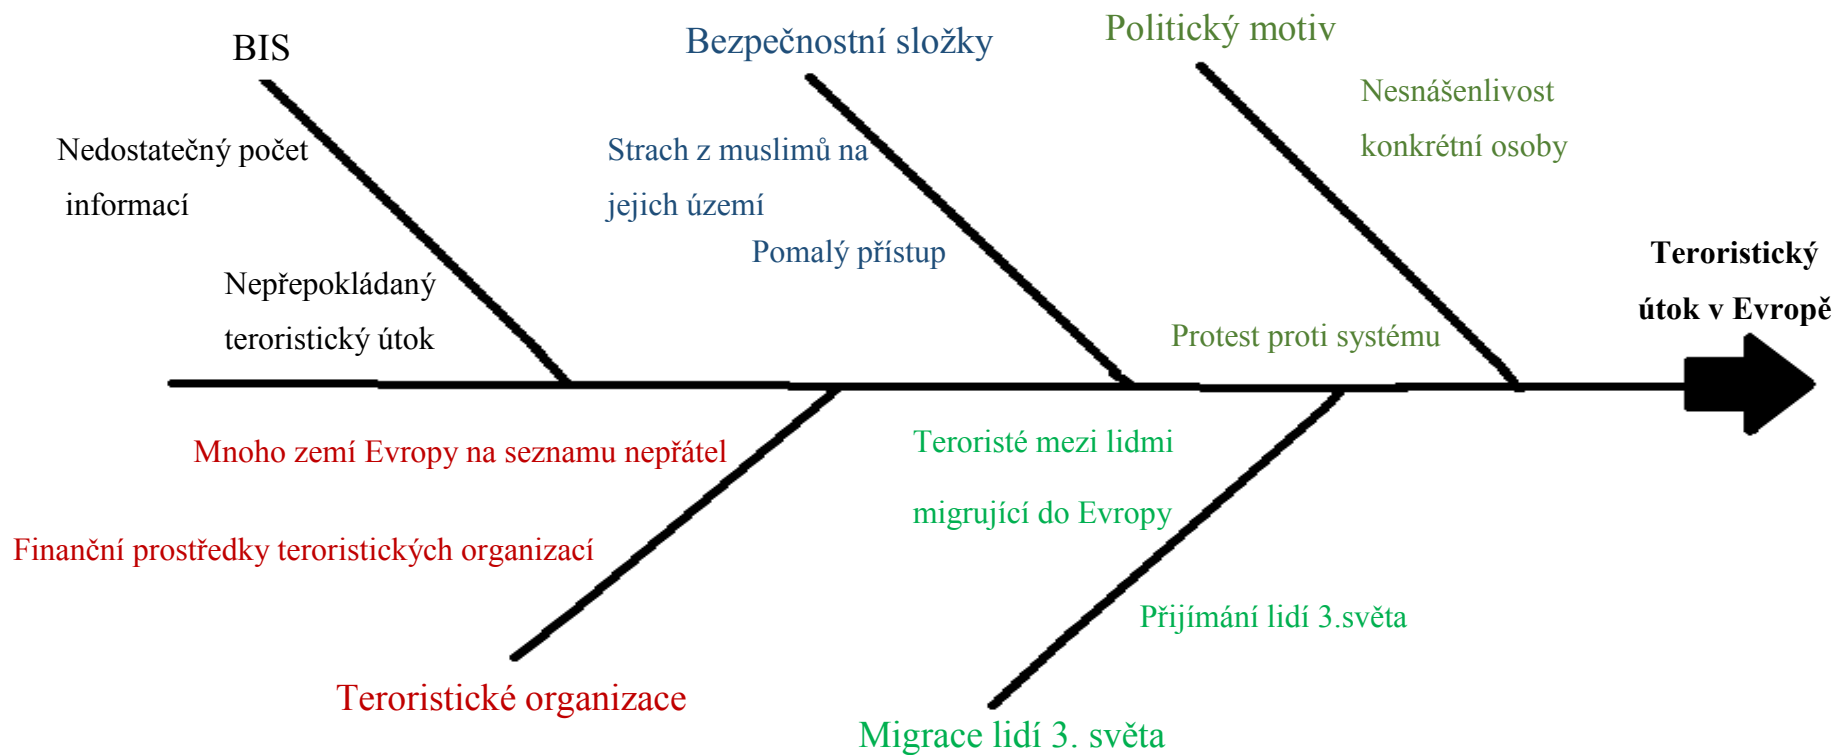 BIS
Nedostatečný počet
informací
Nepřepokládaný
teroristický útok
Bezpečnostní složky
Strach z muslimů na
jejich území
Pomalý přístup
Politický motiv
Nesnášenlivost
konkrétní osoby
Protest proti systému
Teroristický
útok v Evropě
Mnoho zemí Evropy na seznamu nepřátel
Finanční prostředky teroristických organizací
Teroristické organizace
Teroristé mezi lidmi
migrující do Evropy
Přijímání lidí 3.světa
Migrace lidí 3. světa